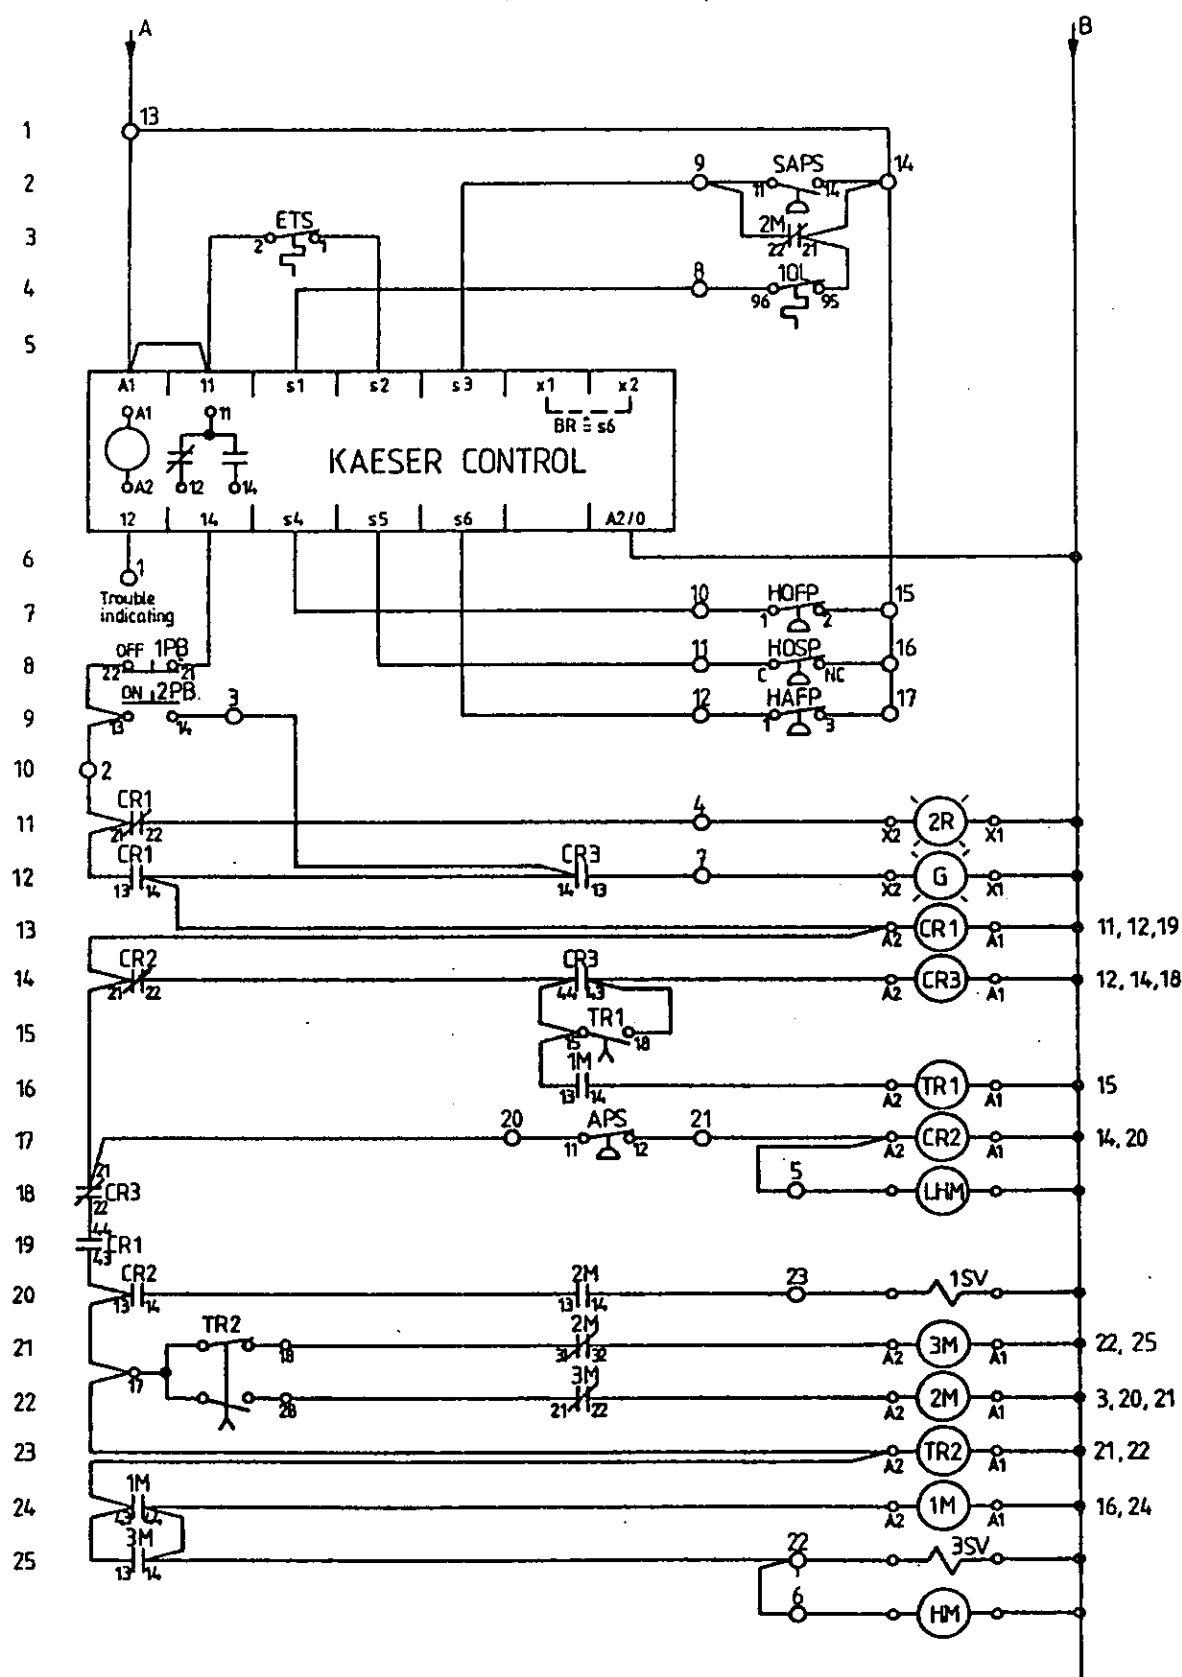 A B
1 13
2 9 SAPS 14
11 14
3 ETS 2M
2 1 22 21
4 8 1OL
96 95
5
A1 11 s1 s2 s3 x1 x2
A1 11
BR ≙ s6
KAESER CONTROL
A2 12 14
12 14 s4 s5 s6 A2/0
6
1
Trouble
indicating
7 10 HOFP 15
1 2
8 OFF 1PB 11 HOSP 16
22 21 C NC
ON 2PB
9 3 12 HAFP 17
13 14 1 3
10 2
CR1
11 4 2R
21 22 X2 X1
CR1 CR3
12 7 G
13 14 14 13 X2 X1
13 CR1 11, 12, 19
A2 A1
CR2 CR3
14 CR3 12, 14, 18
21 22 44 43 A2 A1
TR1
15
15 18
1M
16 TR1 15
13 14 A2 A1
20 APS 21
17 CR2 14, 20
11 12 A2 A1
21
18 CR3 5 LHM
22
44
19 CR1
43
CR2 2M 23 1SV
20
13 14 13 14
TR2 2M
21 18 3M 22, 25
31 32 A2 A1
17
3M
22 28 2M 3, 20, 21
21 22 A2 A1
23 TR2 21, 22
A2 A1
1M
24 1M 16, 24
43 44 A2 A1
3M 22 3SV
25
13 14
6 HM